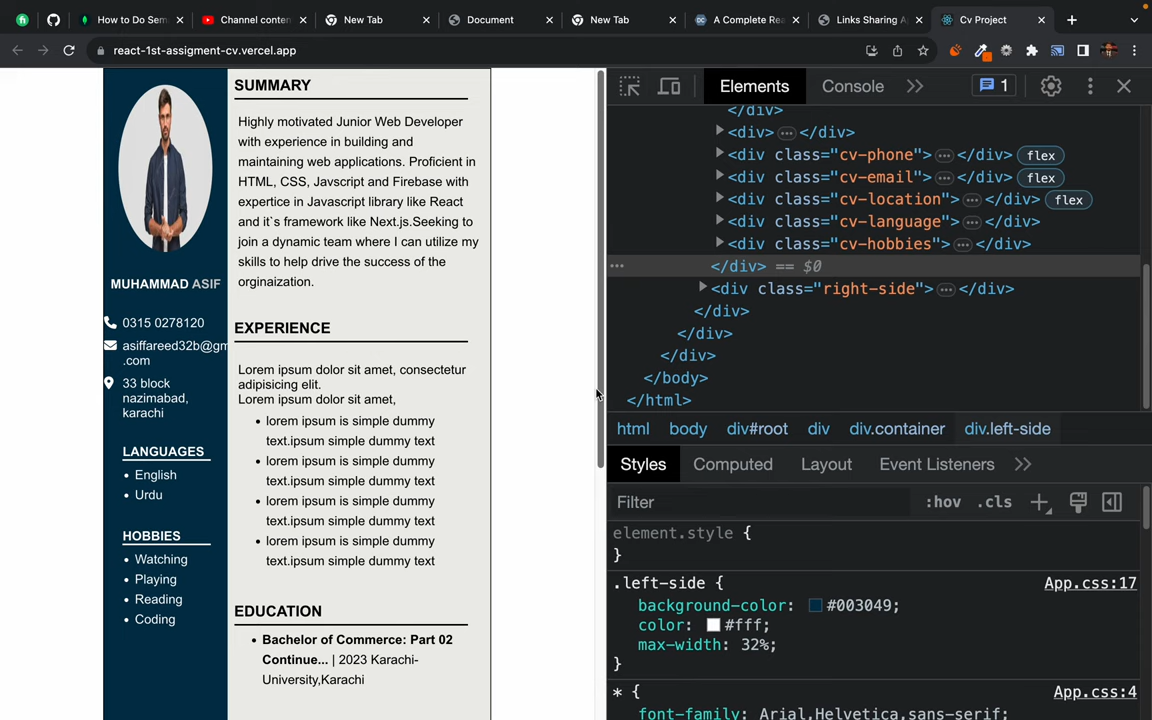 How to Do Sem
Channel conten
New Tab
Document
New Tab
A Complete Rea
Links Sharing A
Cv Project
react-1st-assigment-cv.vercel.app
MUHAMMAD ASIF
0315 0278120
asiffareed32b@gm
.com
33 block
nazimabad,
karachi
LANGUAGES
English
Urdu
HOBBIES
Watching
Playing
Reading
Coding
SUMMARY
Highly motivated Junior Web Developer
with experience in building and
maintaining web applications. Proficient in
HTML, CSS, Javscript and Firebase with
expertice in Javascript library like React
and it`s framework like Next.js.Seeking to
join a dynamic team where I can utilize my
skills to help drive the success of the
orginaization.
EXPERIENCE
Lorem ipsum dolor sit amet, consectetur
adipisicing elit.
Lorem ipsum dolor sit amet,
lorem ipsum is simple dummy
text.ipsum simple dummy text
lorem ipsum is simple dummy
text.ipsum simple dummy text
lorem ipsum is simple dummy
text.ipsum simple dummy text
lorem ipsum is simple dummy
text.ipsum simple dummy text
EDUCATION
Bachelor of Commerce: Part 02
Continue... | 2023 Karachi-
University,Karachi
Elements Console 1
</div>
<div> ··· </div>
<div class="cv-phone"> ··· </div> flex
<div class="cv-email"> ··· </div> flex
<div class="cv-location"> ··· </div> flex
<div class="cv-language"> ··· </div>
<div class="cv-hobbies"> ··· </div>
</div> == $0
<div class="right-side"> ··· </div>
</div>
</div>
</div>
</body>
</html>
html body div#root div div.container div.left-side
Styles Computed Layout Event Listeners
Filter :hov .cls
element.style {
}
.left-side { App.css:17
background-color: #003049;
color: #fff;
max-width: 32%;
}
* { App.css:4
font-family: Arial,Helvetica,sans-serif;